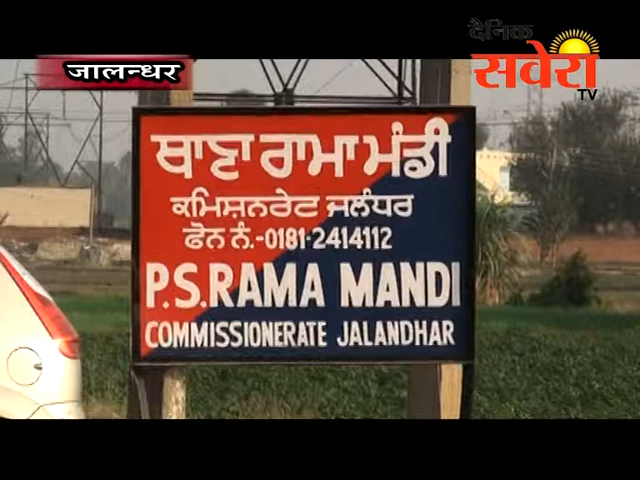 दैनिक
सवेरा
TV
जालन्धर
ਥਾਣਾ ਰਾਮਾ ਮੰਡੀ
ਕਮਿਸ਼ਨਰੇਟ ਜਲੰਧਰ
ਫੋਨ ਨੰ.-0181-2414112
P.S.RAMA MANDI
COMMISSIONERATE JALANDHAR